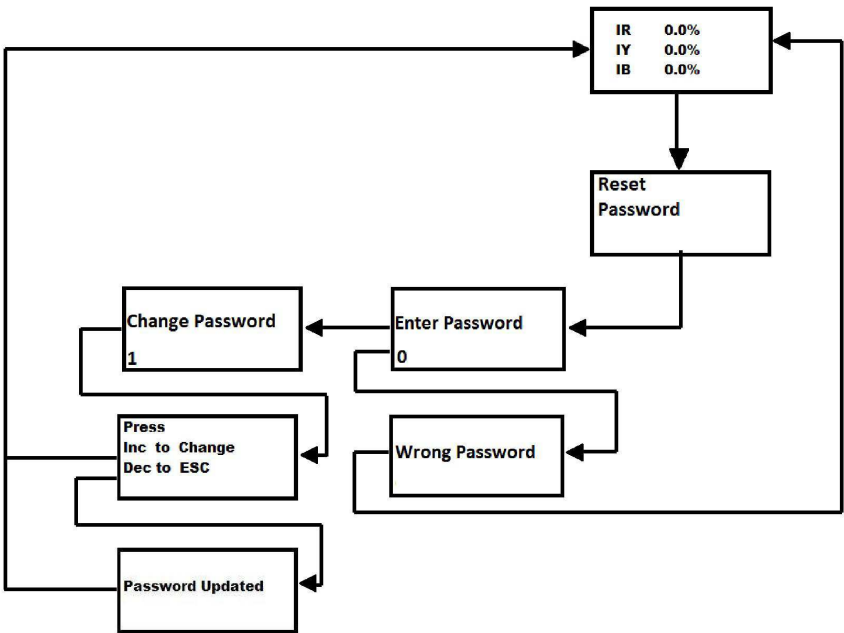 IR 0.0%
IY 0.0%
IB 0.0%
Reset
Password
Enter Password
0
Change Password
1
Wrong Password
Press
Inc to Change
Dec to ESC
Password Updated